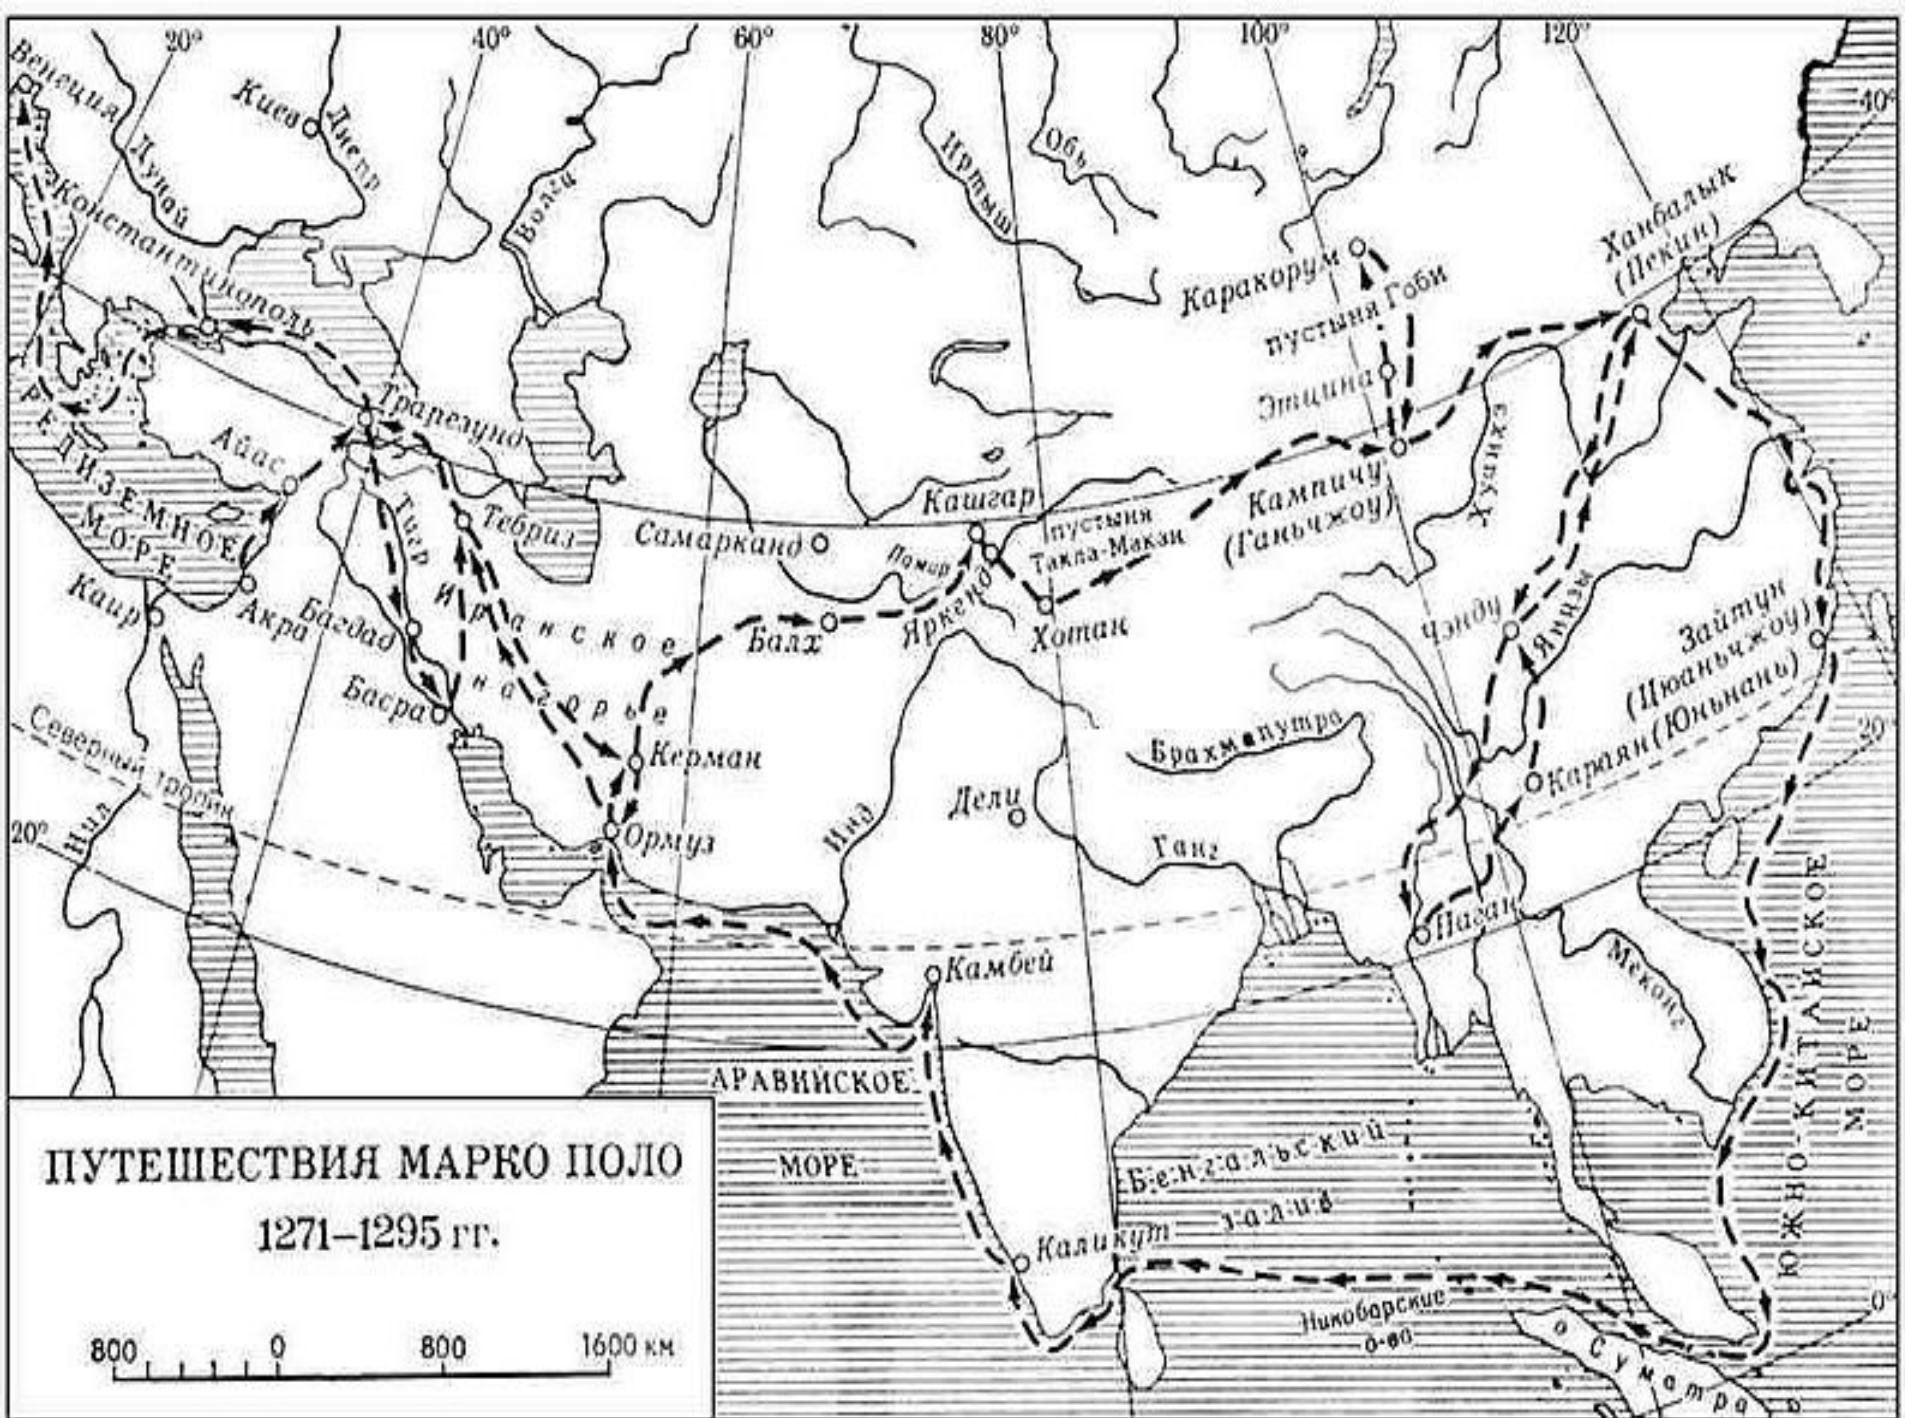 20°
40°
60°
80°
100°
120°
40°
Венеция
Киев
Днепр
Дунай
Волга
Иртыш
Обь
Константинополь
Каракорум
пустыня Гоби
Ханбалык
(Пекин)
Этцина
Трапезунд
Айас
СРЕДИЗЕМНОЕ
МОРЕ
Тигр
Тебриз
Самарканд
Кашгар
Памир
Яркенд
пустыня
Такла-Макан
Кампичу
(Ганьчжоу)
Хуанхэ
Каир
Акра
Багдад
Иранское
нагорье
Балх
Хотан
Чэнду
Янцзы
Зайтун
(Цюаньчжоу)
Басра
Северный тропик
Керман
Брахмапутра
Караян (Юньнань)
20°
Нил
20°
Ормуз
Инд
Дели
Ганг
Паган
Меконг
Камбей
АРАВИЙСКОЕ
МОРЕ
Бенгальский
залив
ЮЖНО-КИТАЙСКОЕ
МОРЕ
Каликут
Никобарские
о-ва
о Суматра
0°
ПУТЕШЕСТВИЯ МАРКО ПОЛО
1271–1295 гг.
800 0 800 1600 км